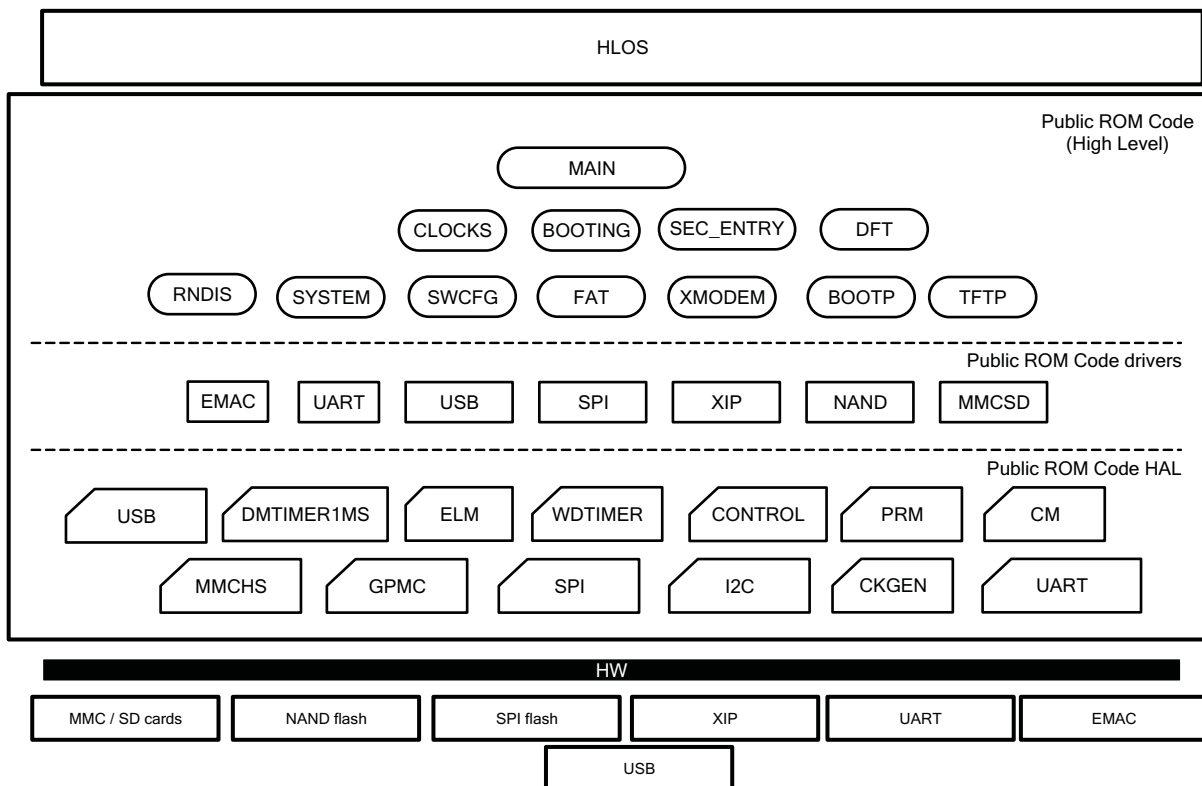 HLOS
Public ROM Code
(High Level)
MAIN
CLOCKS BOOTING SEC_ENTRY DFT
RNDIS SYSTEM SWCFG FAT XMODEM BOOTP TFTP
Public ROM Code drivers
EMAC UART USB SPI XIP NAND MMCSD
Public ROM Code HAL
USB DMTIMER1MS ELM WDTIMER CONTROL PRM CM
MMCHS GPMC SPI I2C CKGEN UART
HW
MMC / SD cards NAND flash SPI flash XIP UART EMAC
USB